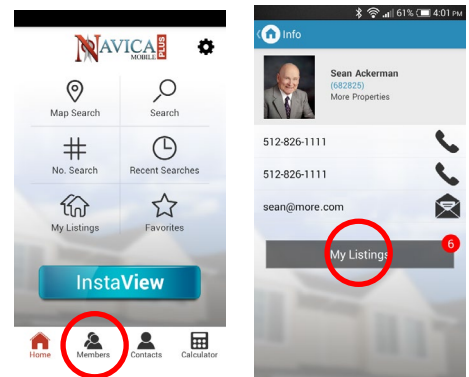 NAVICA PLUS
MOBILE
Map Search
Search
No. Search
Recent Searches
My Listings
Favorites
InstaView
Home
Members
Contacts
Calculator
61% 4:01 PM
Info
Sean Ackerman
(682825)
More Properties
512-826-1111
512-826-1111
sean@more.com
My Listings
6